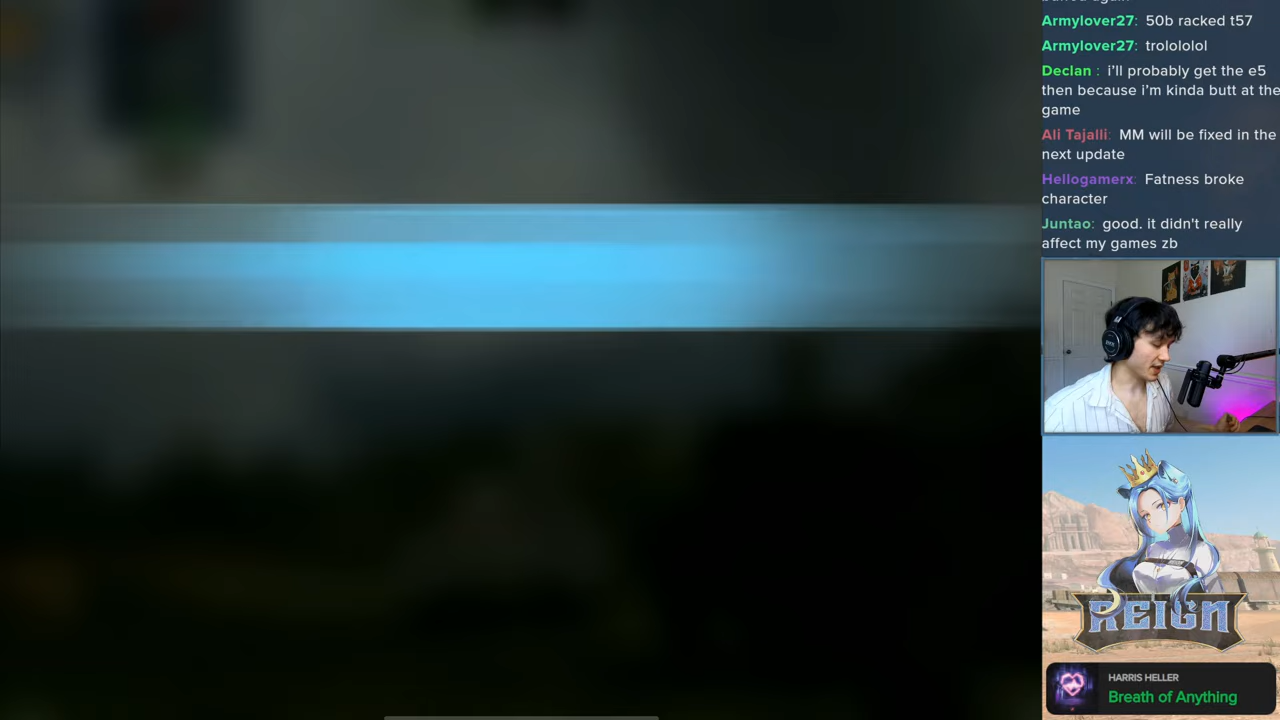 Armylover27: 50b racked t57
Armylover27: trolololol
Declan : i'll probably get the e5
then because i'm kinda butt at the
game
Ali Tajalli: MM will be fixed in the
next update
Hellogamerx: Fatness broke
character
Juntao: good. it didn't really
affect my games zb
REIGN
HARRIS HELLER
Breath of Anything